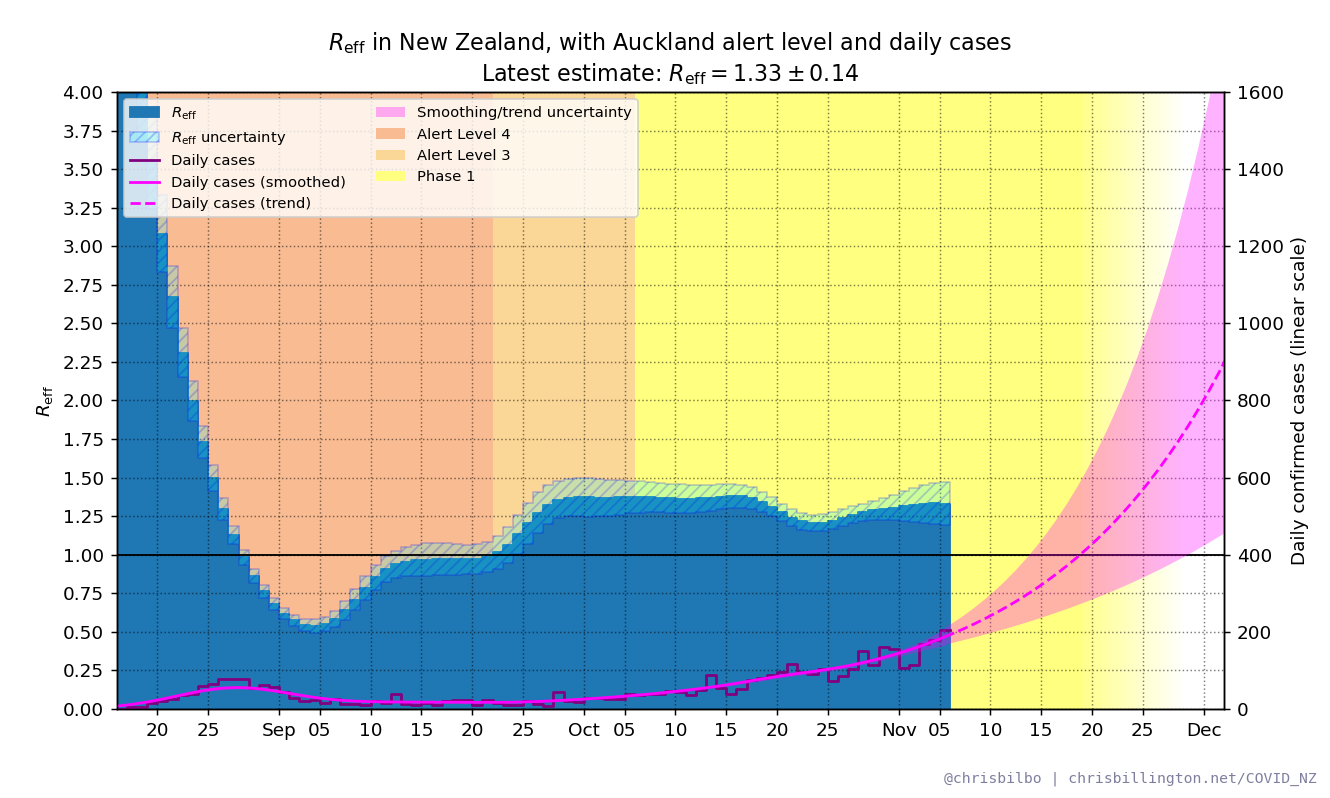 R_eff in New Zealand, with Auckland alert level and daily cases
Latest estimate: R_eff = 1.33 ± 0.14
R_eff
R_eff uncertainty
Daily cases
Daily cases (smoothed)
Daily cases (trend)
Smoothing/trend uncertainty
Alert Level 4
Alert Level 3
Phase 1
4.00
3.75
3.50
3.25
3.00
2.75
2.50
2.25
2.00
1.75
1.50
1.25
1.00
0.75
0.50
0.25
0.00
R_eff
1600
1400
1200
1000
800
600
400
200
0
Daily confirmed cases (linear scale)
20 25 Sep 05 10 15 20 25 Oct 05 10 15 20 25 Nov 05 10 15 20 25 Dec
@chrisbilbo | chrisbillington.net/COVID_NZ